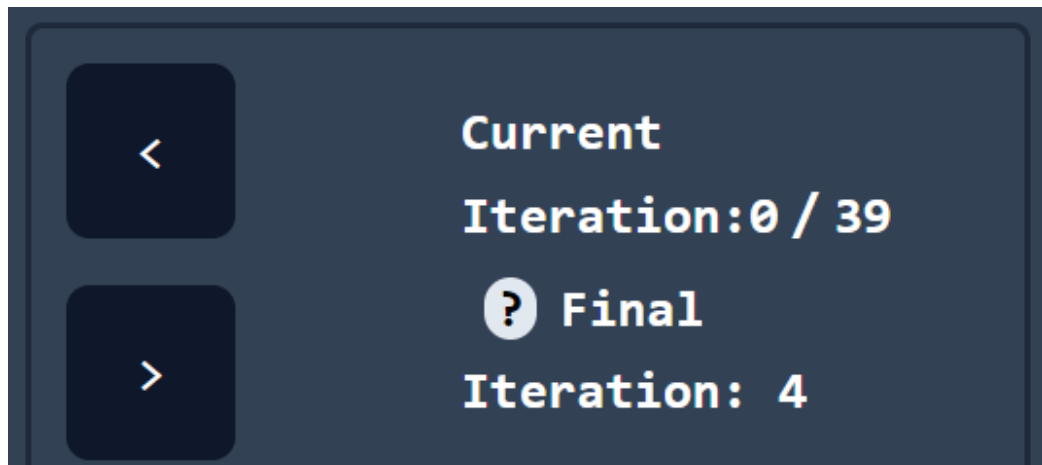 <
Current
Iteration:0 / 39
>
? Final
Iteration: 4